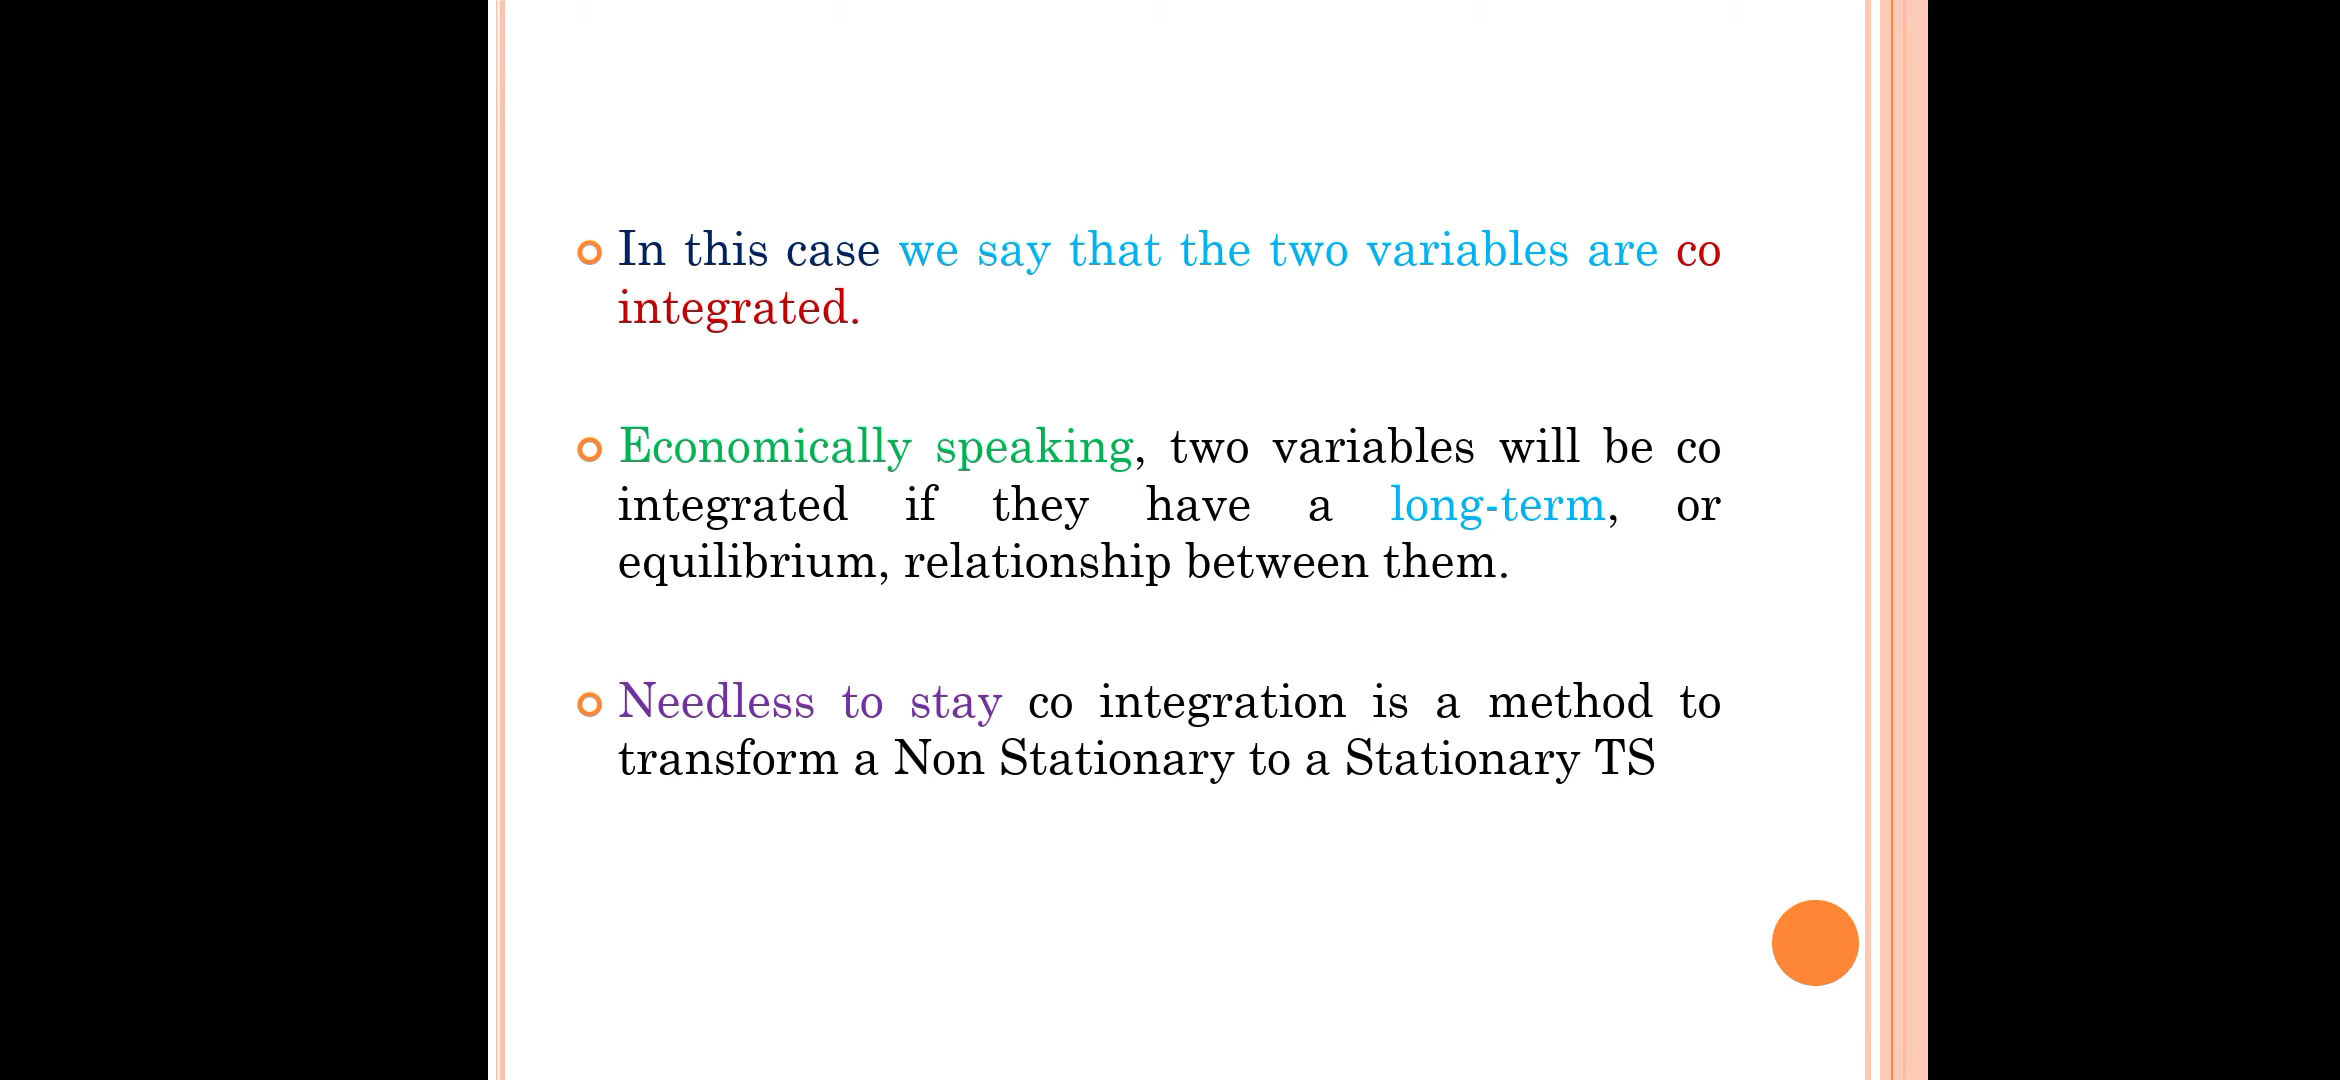 In this case we say that the two variables are co
integrated.
Economically speaking, two variables will be co
integrated if they have a long-term, or
equilibrium, relationship between them.
Needless to stay co integration is a method to
transform a Non Stationary to a Stationary TS